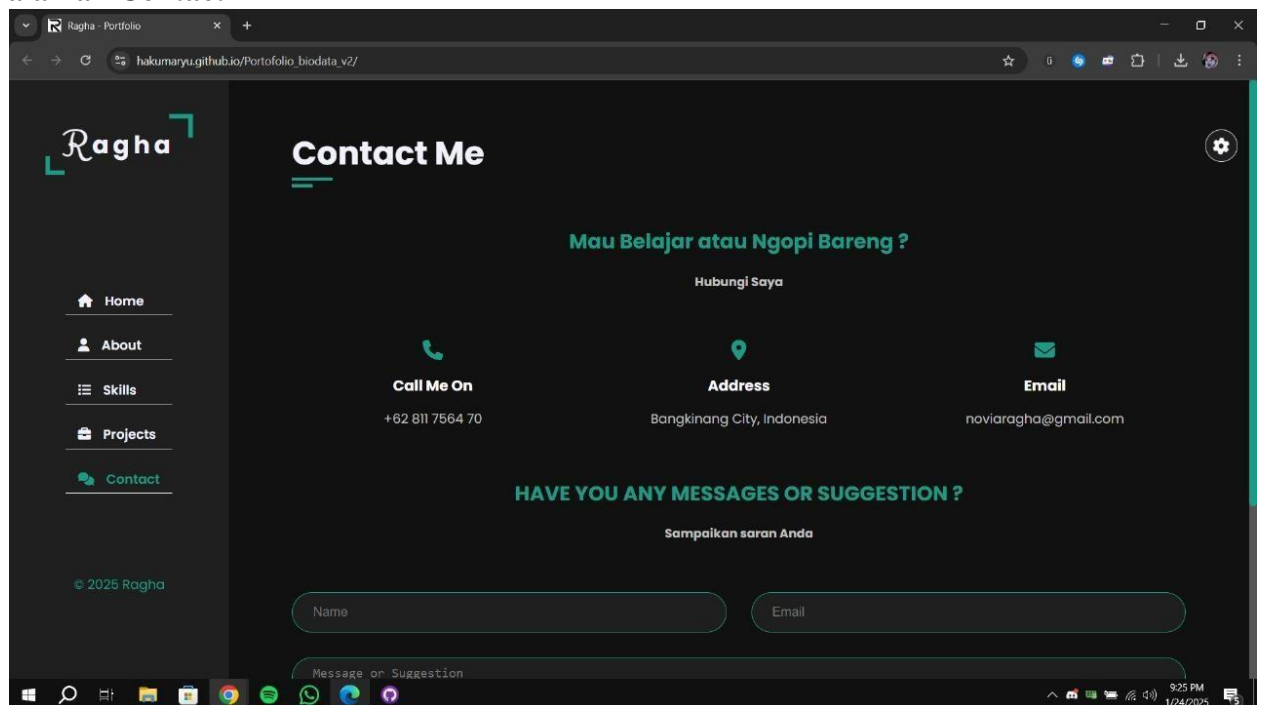 Ragha - Portfolio
hakumaryu.github.io/Portofolio_biodata_v2/
Ragha
Home
About
Skills
Projects
Contact
© 2025 Ragha
Contact Me
Mau Belajar atau Ngopi Bareng ?
Hubungi Saya
Call Me On
+62 811 7564 70
Address
Bangkinang City, Indonesia
Email
noviaragha@gmail.com
HAVE YOU ANY MESSAGES OR SUGGESTION ?
Sampaikan saran Anda
Name
Email
Message or Suggestion
9:25 PM
1/24/2025